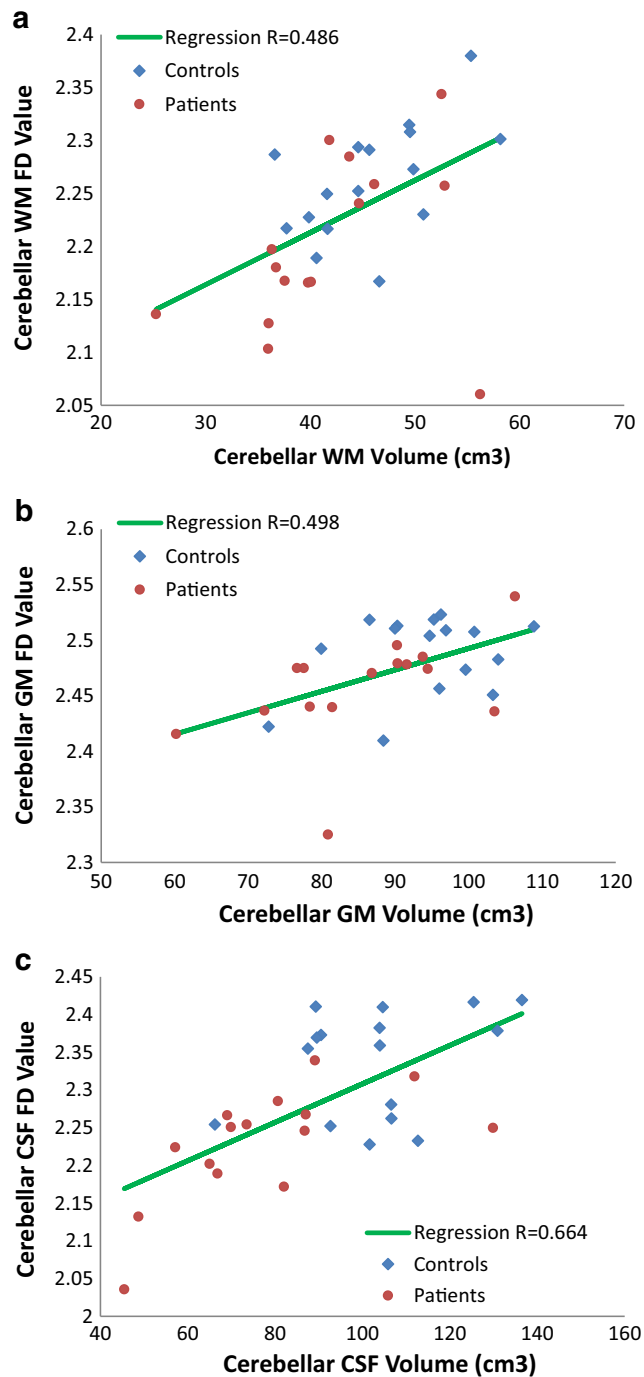 a
2.4
Regression R=0.486
Controls
Patients
2.35
2.3
2.25
2.2
2.15
2.1
2.05
Cerebellar WM FD Value
20 30 40 50 60 70
Cerebellar WM Volume (cm3)
b
Regression R=0.498
2.6
Controls
Patients
2.55
2.5
2.45
2.4
2.35
2.3
Cerebellar GM FD Value
50 60 70 80 90 100 110 120
Cerebellar GM Volume (cm3)
c
2.45
2.4
2.35
2.3
2.25
2.2
2.15
2.1
2.05
2
Cerebellar CSF FD Value
Regression R=0.664
Controls
Patients
40 60 80 100 120 140 160
Cerebellar CSF Volume (cm3)